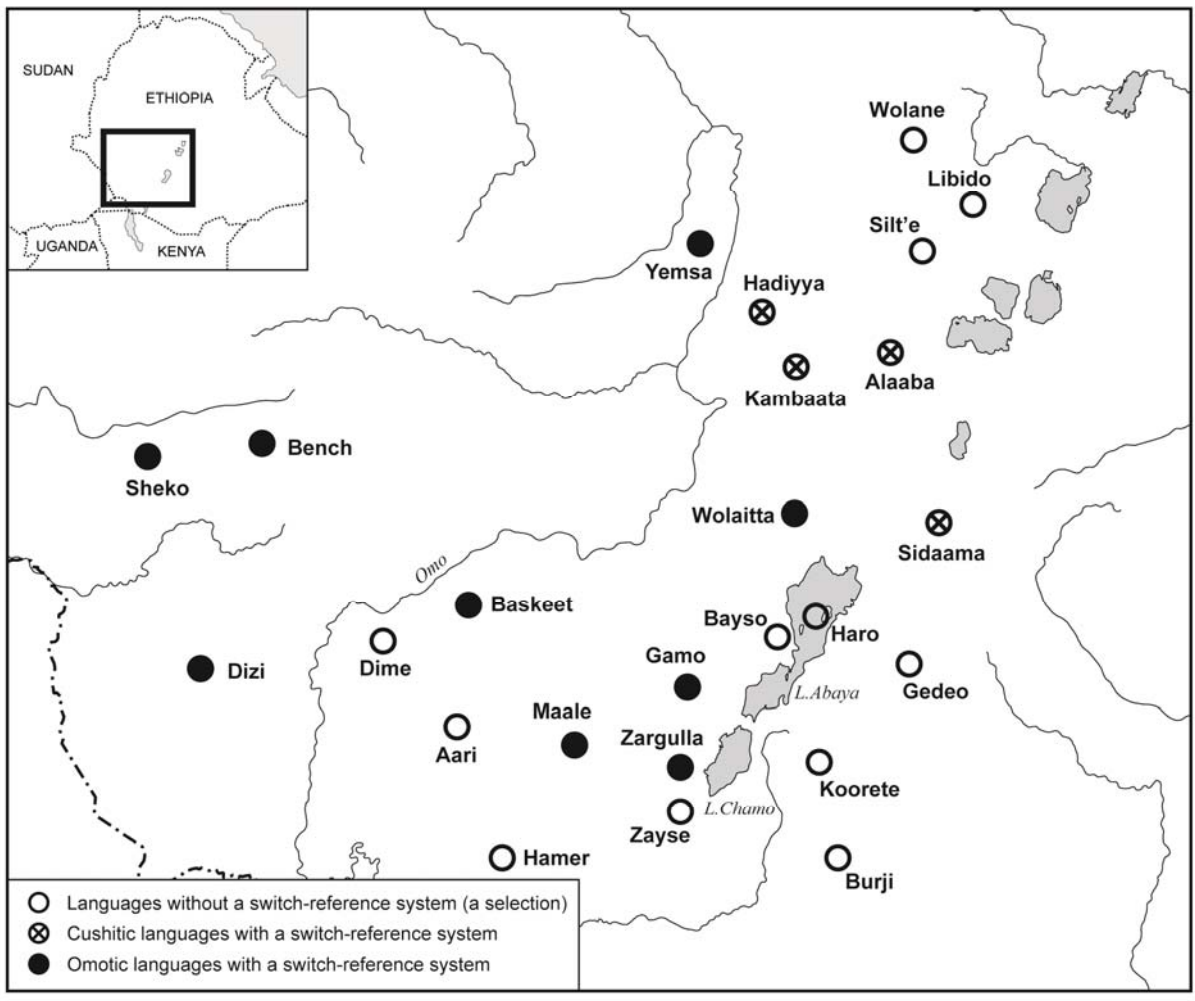 SUDAN
ETHIOPIA
UGANDA
KENYA
Wolane
Libido
Silt'e
Yemsa
Hadiyya
Alaaba
Kambaata
Bench
Sheko
Wolaitta
Sidaama
Omo
Baskeet
Bayso
Haro
Dime
Gamo
Dizi
Gedeo
L.Abaya
Maale
Zargulla
Aari
Koorete
L.Chamo
Zayse
Hamer
Burji
Languages without a switch-reference system (a selection)
Cushitic languages with a switch-reference system
Omotic languages with a switch-reference system